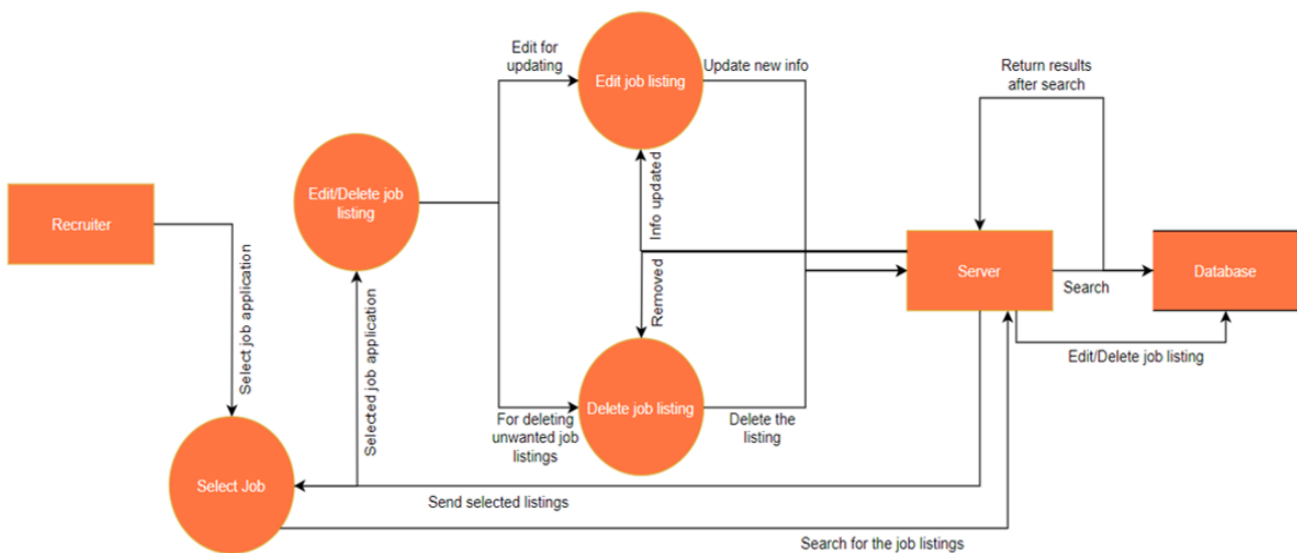 Edit for
updating
Edit job listing
Update new info
Return results
after search
Recruiter
Edit/Delete job
listing
Info updated
Server
Database
Search
Select job application
Selected job application
Removed
Edit/Delete job listing
Delete job listing
For deleting
unwanted job
listings
Delete the
listing
Select Job
Send selected listings
Search for the job listings